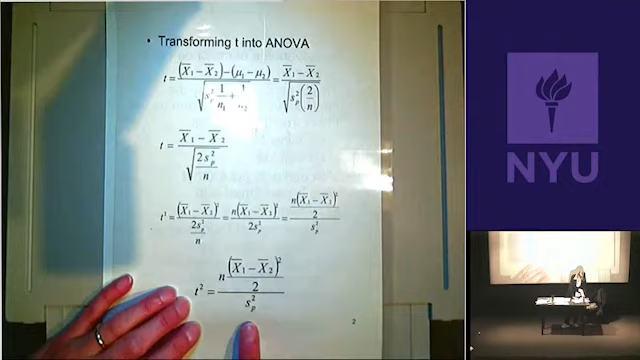 • Transforming t into ANOVA
t = ((X̄₁ − X̄₂) − (μ₁ − μ₂)) / √(s²ₚ 1/n₁ + 1/n₂) = (X̄₁ − X̄₂) / √(s²ₚ(2/n))
t = (X̄₁ − X̄₂) / √(2s²ₚ/n)
t² = (X̄₁ − X̄₂)² / (2s²ₚ/n) = n(X̄₁ − X̄₂)² / 2s²ₚ = (n(X̄₁ − X̄₂)²/2) / s²ₚ
t² = (n(X̄₁ − X̄₂)²/2) / s²ₚ
2
NYU